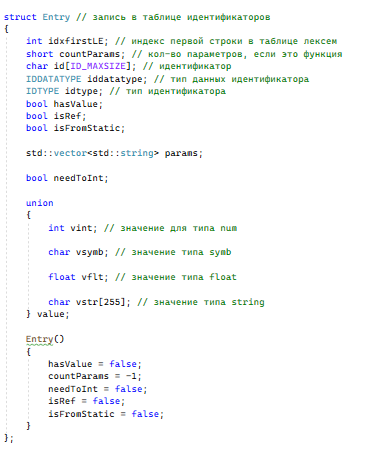 struct Entry // запись в таблице идентификаторов
{
int idxfirstLE; // индекс первой строки в таблице лексем
short countParams; // кол-во параметров, если это функция
char id[ID_MAXSIZE]; // идентификатор
IDDATATYPE iddatatype; // тип данных идентификатора
IDTYPE idtype; // тип идентификатора
bool hasValue;
bool isRef;
bool isFromStatic;
std::vector<std::string> params;
bool needToInt;
union
{
int vint; // значение для типа num
char vsymb; // значение типа symb
float vflt; // значение типа float
char vstr[255]; // значение типа string
} value;
Entry()
{
hasValue = false;
countParams = -1;
needToInt = false;
isRef = false;
isFromStatic = false;
}
};